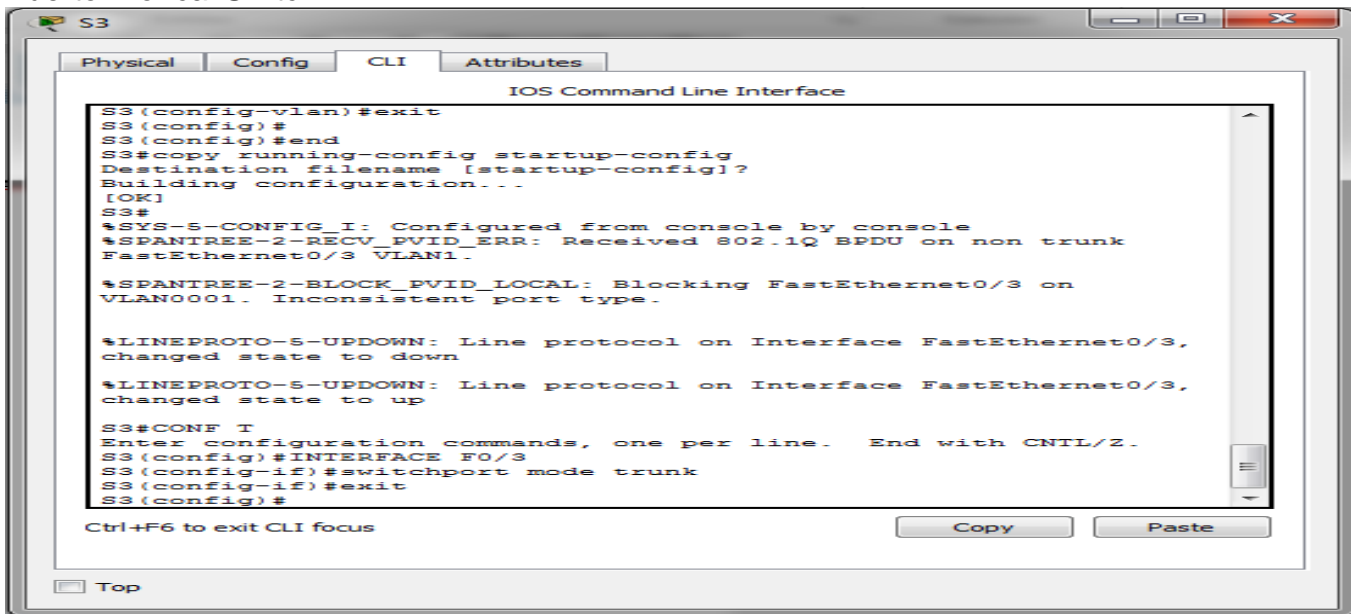 S3
Physical Config CLI Attributes
IOS Command Line Interface
S3(config-vlan)#exit
S3(config)#
S3(config)#end
S3#copy running-config startup-config
Destination filename [startup-config]?
Building configuration...
[OK]
S3#
%SYS-5-CONFIG_I: Configured from console by console
%SPANTREE-2-RECV_PVID_ERR: Received 802.1Q BPDU on non trunk
FastEthernet0/3 VLAN1.
%SPANTREE-2-BLOCK_PVID_LOCAL: Blocking FastEthernet0/3 on
VLAN0001. Inconsistent port type.
%LINEPROTO-5-UPDOWN: Line protocol on Interface FastEthernet0/3,
changed state to down
%LINEPROTO-5-UPDOWN: Line protocol on Interface FastEthernet0/3,
changed state to up
S3#CONF T
Enter configuration commands, one per line. End with CNTL/Z.
S3(config)#INTERFACE F0/3
S3(config-if)#switchport mode trunk
S3(config-if)#exit
S3(config)#
Ctrl+F6 to exit CLI focus
Copy Paste
Top